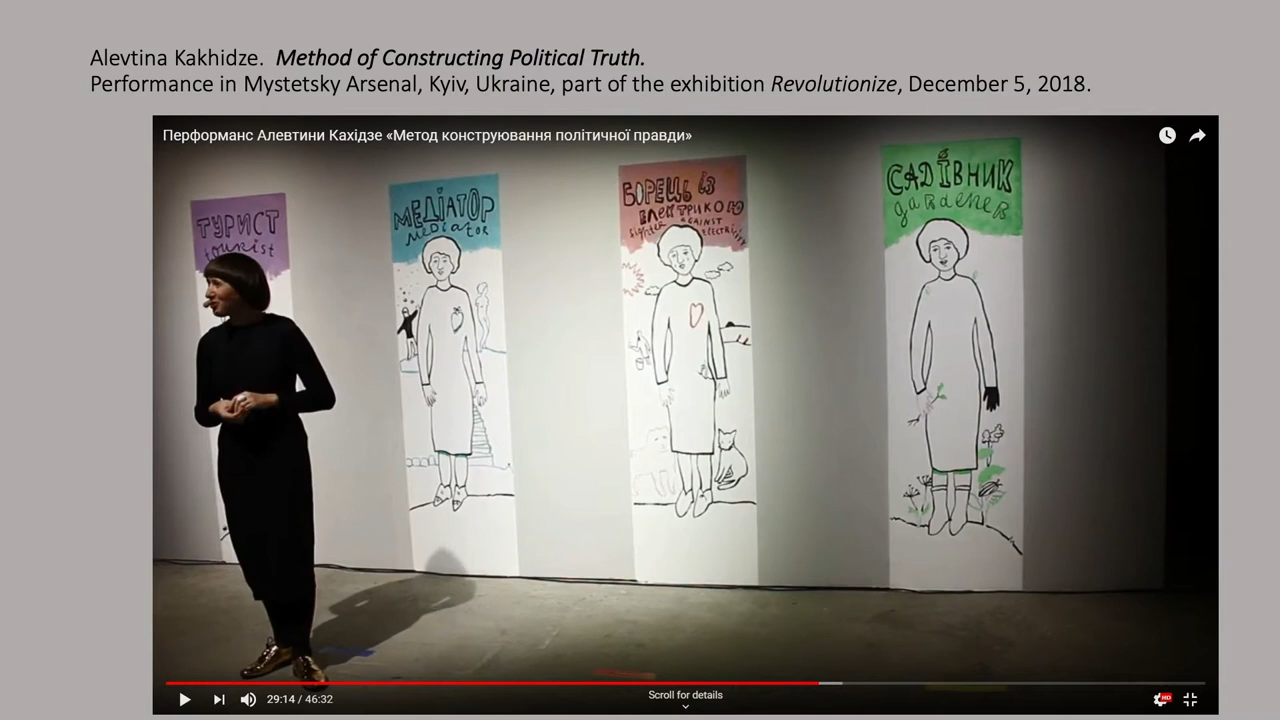 Alevtina Kakhidze. Method of Constructing Political Truth.
Performance in Mystetsky Arsenal, Kyiv, Ukraine, part of the exhibition Revolutionize, December 5, 2018.
Перформанс Алевтини Кахідзе «Метод конструювання політичної правди»
ТУРИСТ
tourist
МЕДІАТОР
mediator
БОРЕЦЬ ІЗ
ЕЛЕКТРИКОЮ
fighter AGAINST
ELECTRICITY
САДІВНИК
gardener
29:14 / 46:32
HD
Scroll for details